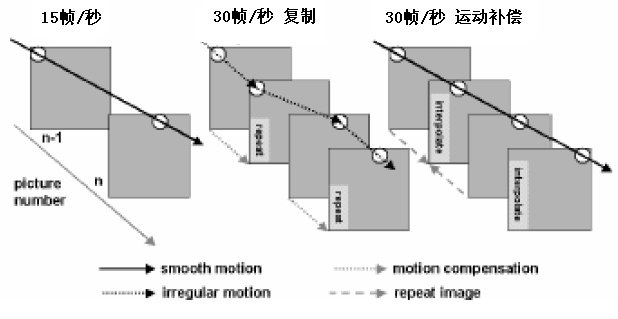 15帧/秒
30帧/秒 复制
30帧/秒 运动补偿
n-1
n
picture
number
repeat
repeat
interpolate
interpolate
smooth motion
irregular motion
motion compensation
repeat image